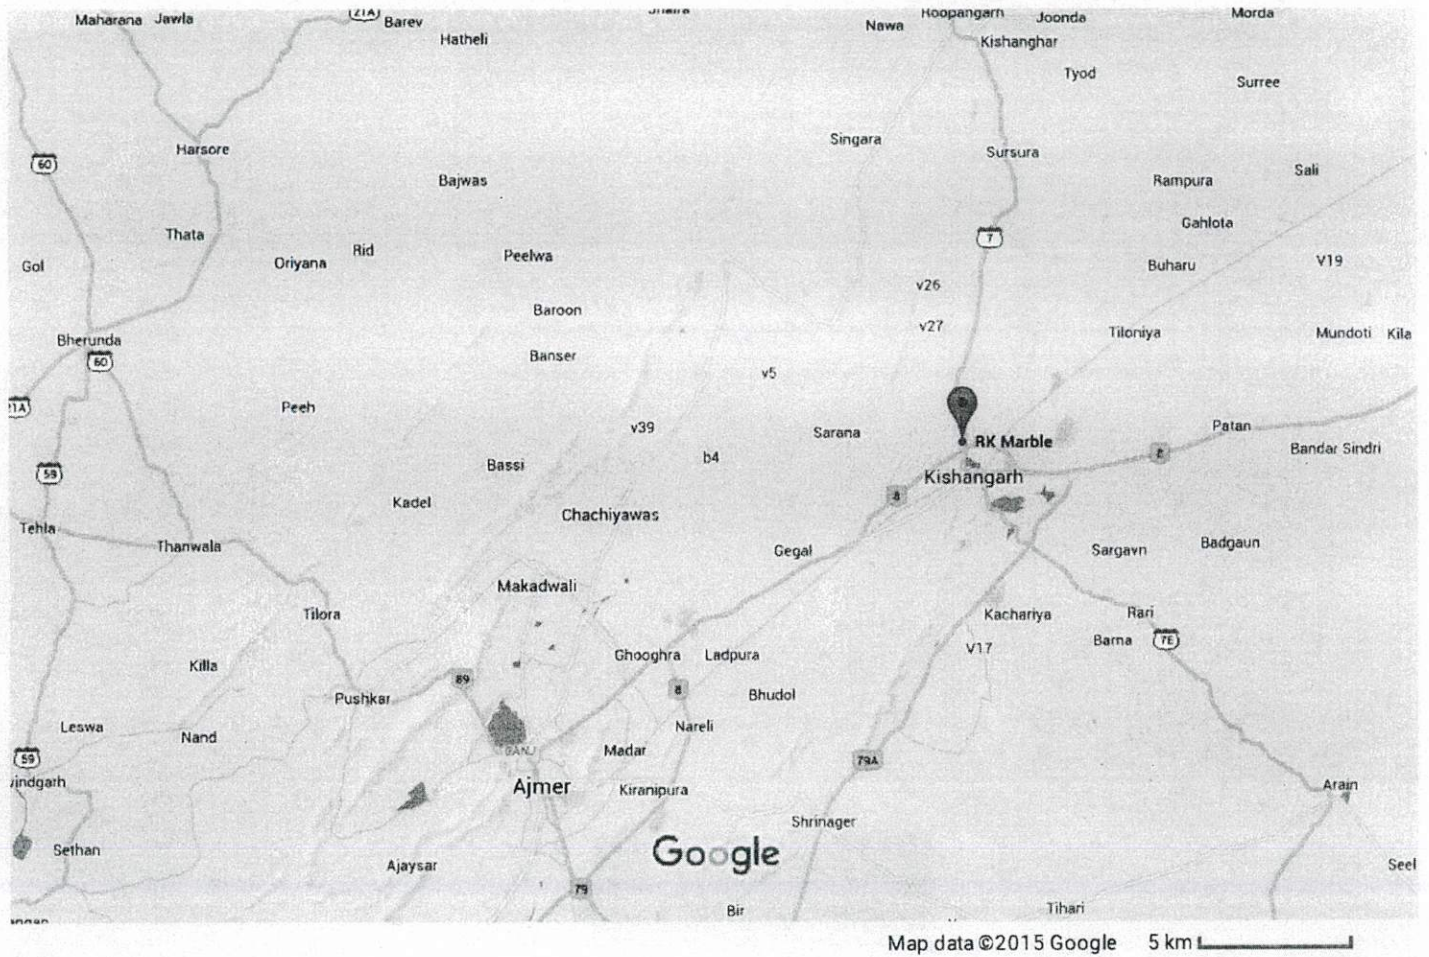 21A
Roopangarh
Maharana Jawla
Barev
Nawa
Joonda
Morda
Hatheli
Kishanghar
Tyod
Surree
Singara
Harsore
Sursura
60
Bajwas
Rampura
Sali
Thata
Gahlota
Rid
7
Gol
Oriyana
Peelwa
Buharu
V19
v26
Baroon
v27
Tiloniya
Mundoti Kila
Bherunda
Banser
60
v5
Peeh
v39
Sarana
Patan
RK Marble
Bandar Sindri
b4
8
Bassi
59
Kishangarh
8
Kadel
Chachiyawas
Tehla
Thanwala
Gegal
Sargavn
Badgaun
Makadwali
Tilora
Kachariya
Rari
Barna
7E
V17
Ghooghra
Ladpura
Killa
89
8
Bhudol
Pushkar
Leswa
Nand
Nareli
GANJ
Madar
59
79A
vindgarh
Ajmer
Kiranipura
Arain
Shrinager
Sethan
Google
Ajaysar
Seel
79
Bir
Tihari
Map data ©2015 Google 5 km